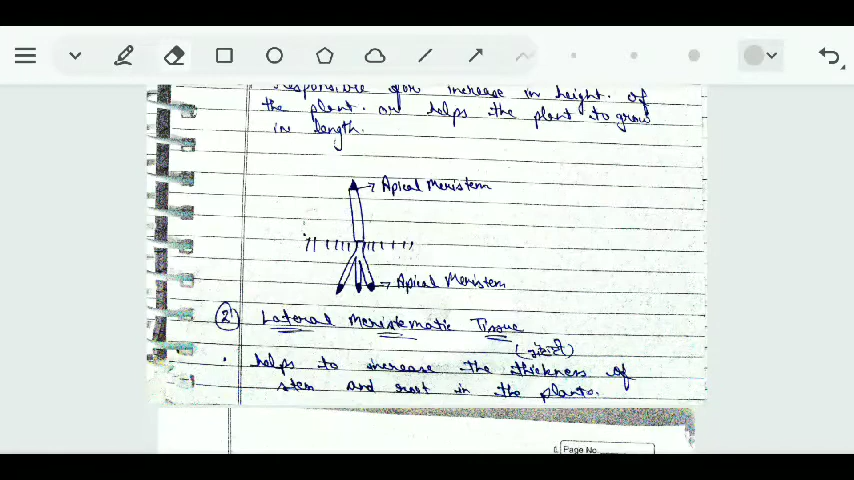 responsible for increase in height. of
the plant. or helps the plant to grow
in length.
→ Apical Meristem
→ Apical Meristem
2 Lateral Meristematic Tissue
• helps to increase the thickness of
stem and root in the plants.
Page No.